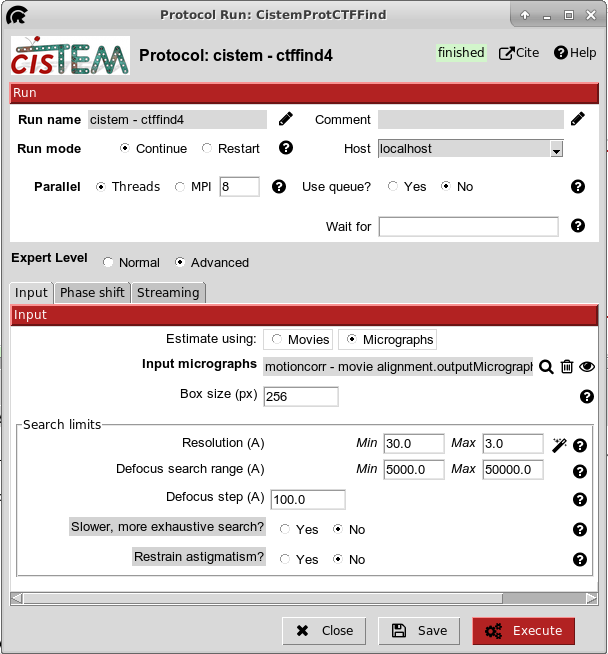 Protocol Run: CistemProtCTFFind
cisTEM
Protocol: cistem - ctffind4
finished
Cite
Help
Run
Run name cistem - ctffind4 Comment
Run mode Continue Restart Host localhost
Parallel Threads MPI 8 Use queue? Yes No
Wait for
Expert Level Normal Advanced
Input Phase shift Streaming
Input
Estimate using: Movies Micrographs
Input micrographs motioncorr - movie alignment.outputMicrograph
Box size (px) 256
Search limits
Resolution (A) Min 30.0 Max 3.0
Defocus search range (A) Min 5000.0 Max 50000.0
Defocus step (A) 100.0
Slower, more exhaustive search? Yes No
Restrain astigmatism? Yes No
Close Save Execute